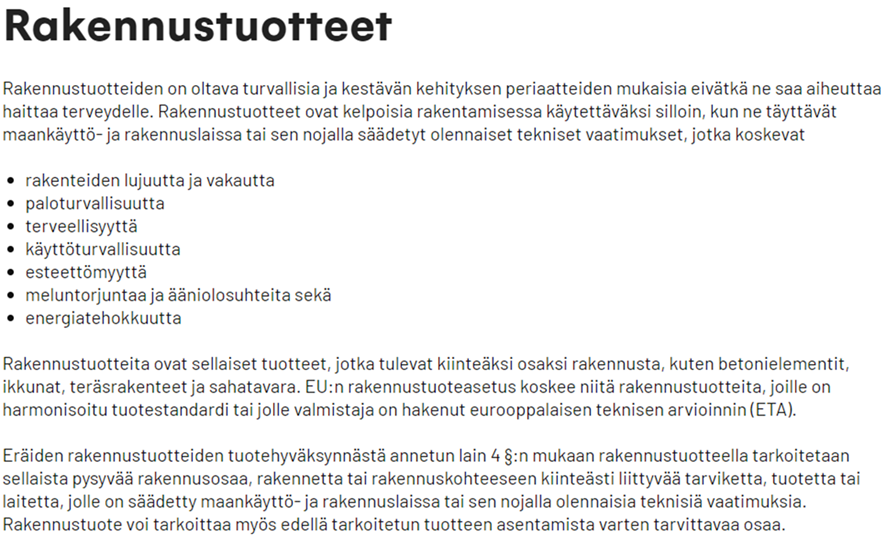 Rakennustuotteet
Rakennustuotteiden on oltava turvallisia ja kestävän kehityksen periaatteiden mukaisia eivätkä ne saa aiheuttaa
haittaa terveydelle. Rakennustuotteet ovat kelpoisia rakentamisessa käytettäväksi silloin, kun ne täyttävät
maankäyttö- ja rakennuslaissa tai sen nojalla säädetyt olennaiset tekniset vaatimukset, jotka koskevat
• rakenteiden lujuutta ja vakautta
• paloturvallisuutta
• terveellisyyttä
• käyttöturvallisuutta
• esteettömyyttä
• meluntorjuntaa ja ääniolosuhteita sekä
• energiatehokkuutta
Rakennustuotteita ovat sellaiset tuotteet, jotka tulevat kiinteäksi osaksi rakennusta, kuten betonielementit,
ikkunat, teräsrakenteet ja sahatavara. EU:n rakennustuoteasetus koskee niitä rakennustuotteita, joille on
harmonisoitu tuotestandardi tai jolle valmistaja on hakenut eurooppalaisen teknisen arvioinnin (ETA).
Eräiden rakennustuotteiden tuotehyväksynnästä annetun lain 4 §:n mukaan rakennustuotteella tarkoitetaan
sellaista pysyvää rakennusosaa, rakennetta tai rakennuskohteeseen kiinteästi liittyvää tarviketta, tuotetta tai
laitetta, jolle on säädetty maankäyttö- ja rakennuslaissa tai sen nojalla olennaisia teknisiä vaatimuksia.
Rakennustuote voi tarkoittaa myös edellä tarkoitetun tuotteen asentamista varten tarvittavaa osaa.